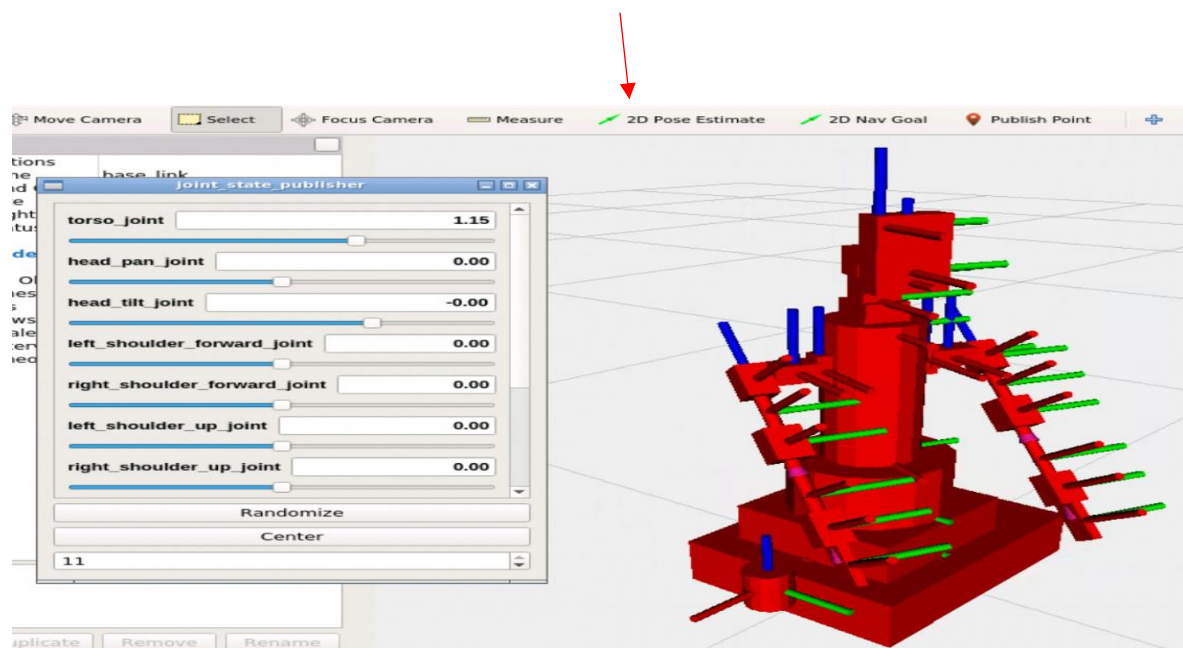 Move Camera Select Focus Camera Measure 2D Pose Estimate 2D Nav Goal Publish Point
base_link
joint_state_publisher
torso_joint 1.15
head_pan_joint 0.00
head_tilt_joint -0.00
left_shoulder_forward_joint 0.00
right_shoulder_forward_joint 0.00
left_shoulder_up_joint 0.00
right_shoulder_up_joint 0.00
Randomize
Center
11
Remove Rename